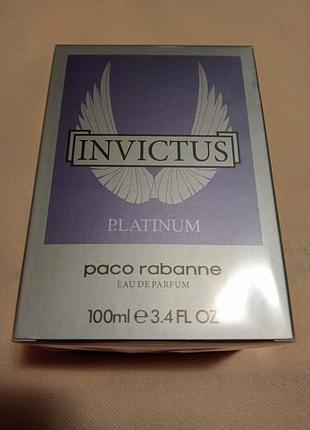 INVICTUS
PLATINUM
paco rabanne
EAU DE PARFUM
100ml e 3.4 FL OZ